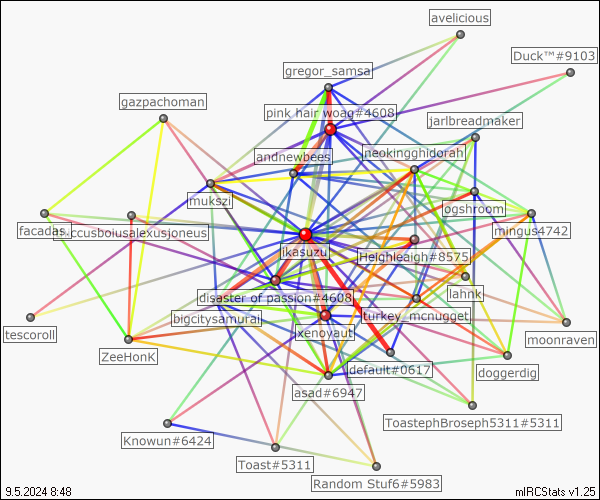 avelicious
Duck™#9103
gregor_samsa
gazpachoman
pink hair woag#4608
jarlbreadmaker
andnewbees
neokingghidorah
mukszi
ogshroom
facadas
ccusboiusalexusjoneus
mingus4742
ikasuzu
Heighleaigh#8575
lahnk
disaster of passion#4608
bigcitysamurai
turkey_mcnugget
tescoroll
xenoyaut
moonraven
ZeeHonK
default#0617
doggerdig
asad#6947
ToastephBroseph5311#5311
Knowun#6424
Toast#5311
Random Stuf6#5983
9.5.2024 8:48
mIRCStats v1.25